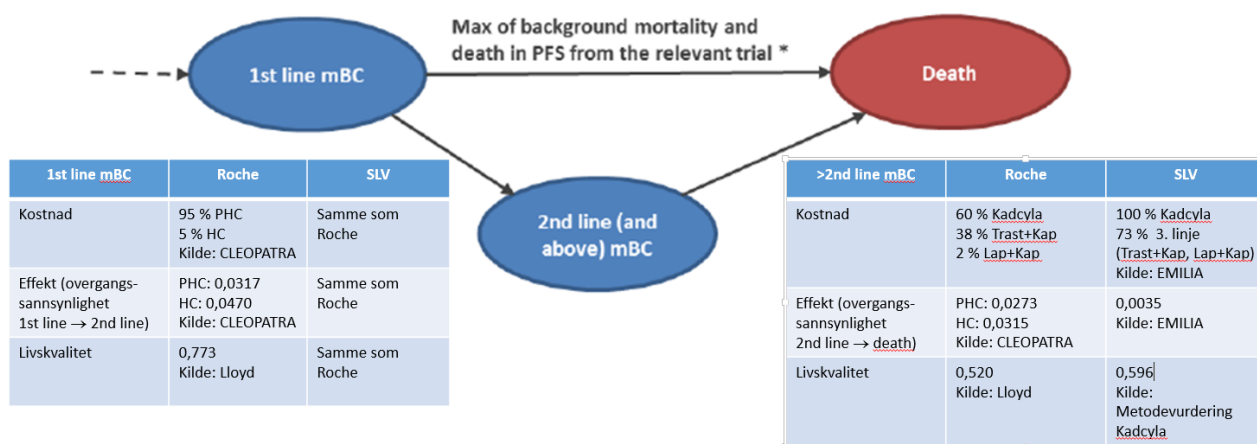 Max of background mortality and
death in PFS from the relevant trial *
1st line mBC
Death
2nd line (and
above) mBC
1st line mBC Roche SLV
Kostnad 95 % PHC Samme som
5 % HC Roche
Kilde: CLEOPATRA
Effekt (overgangs- PHC: 0,0317 Samme som
sannsynlighet HC: 0,0470 Roche
1st line → 2nd line) Kilde: CLEOPATRA
Livskvalitet 0,773 Samme som
Kilde: Lloyd Roche
>2nd line mBC Roche SLV
Kostnad 60 % Kadcyla 100 % Kadcyla
38 % Trast+Kap 73 % 3. linje
2 % Lap+Kap (Trast+Kap, Lap+Kap)
Kilde: EMILIA
Effekt (overgangs- PHC: 0,0273 0,0035
sannsynlighet HC: 0,0315 Kilde: EMILIA
2nd line → death) Kilde: CLEOPATRA
Livskvalitet 0,520 0,596
Kilde: Lloyd Kilde:
Metodevurdering
Kadcyla